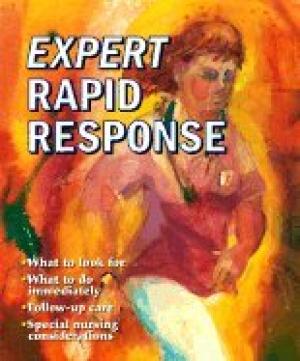 EXPERT
RAPID
RESPONSE
• What to look for
• What to do
immediately
• Follow-up care
• Special nursing
considerations